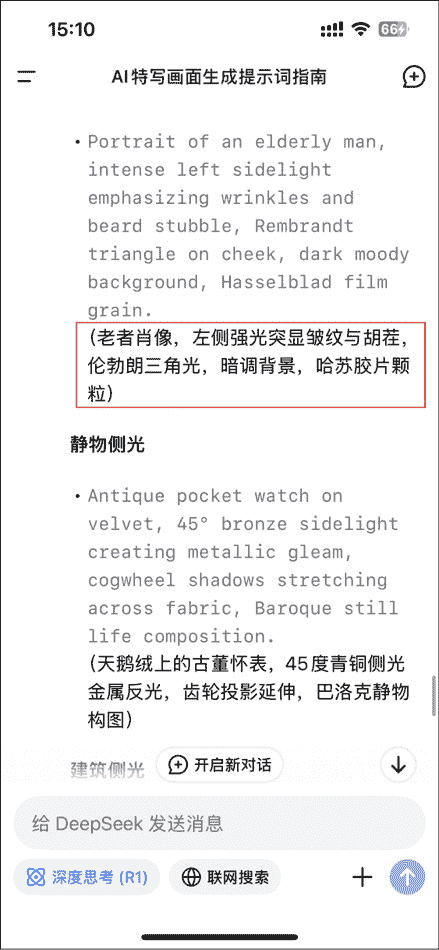 15:10
66
AI特写画面生成提示词指南
• Portrait of an elderly man,
intense left sidelight
emphasizing wrinkles and
beard stubble, Rembrandt
triangle on cheek, dark moody
background, Hasselblad film
grain.
(老者肖像，左侧强光突显皱纹与胡茬，
伦勃朗三角光，暗调背景，哈苏胶片颗
粒)
静物侧光
• Antique pocket watch on
velvet, 45° bronze sidelight
creating metallic gleam,
cogwheel shadows stretching
across fabric, Baroque still
life composition.
(天鹅绒上的古董怀表，45度青铜侧光
金属反光，齿轮投影延伸，巴洛克静物
构图)
建筑侧光
开启新对话
给 DeepSeek 发送消息
深度思考 (R1)
联网搜索